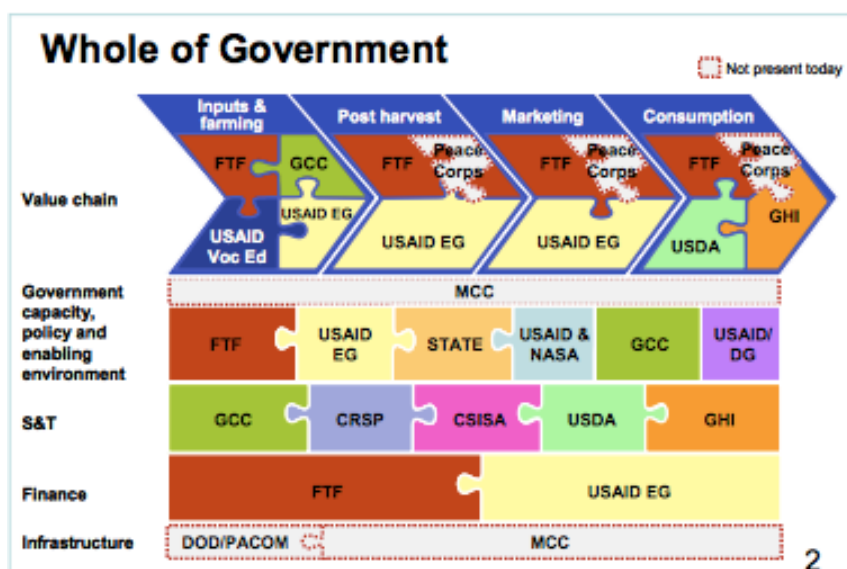 Whole of Government
Not present today
Inputs &
farming
Post harvest
Marketing
Consumption
Value chain
FTF
GCC
FTF
Peace
Corps
FTF
Peace
Corps
FTF
Peace
Corps
USAID
Voc Ed
USAID EG
USAID EG
USAID EG
USDA
GHI
Government
capacity,
policy and
enabling
environment
MCC
FTF
USAID
EG
STATE
USAID &
NASA
GCC
USAID/
DG
S&T
GCC
CRSP
CSISA
USDA
GHI
Finance
FTF
USAID EG
Infrastructure
DOD/PACOM
MCC
2